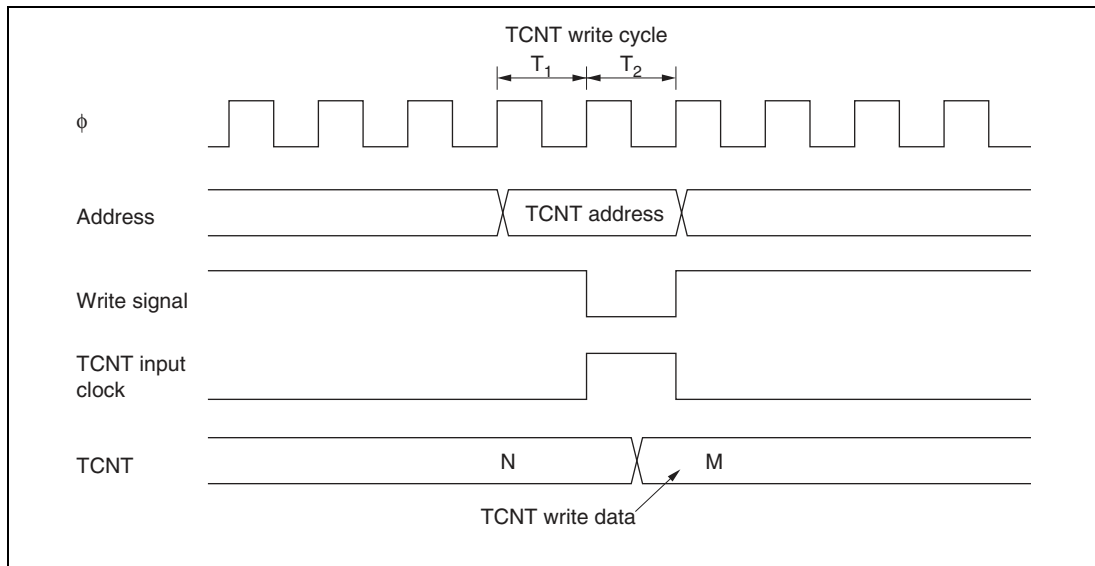 TCNT write cycle
T₁ T₂
ϕ
Address
TCNT address
Write signal
TCNT input
clock
TCNT
N
M
TCNT write data